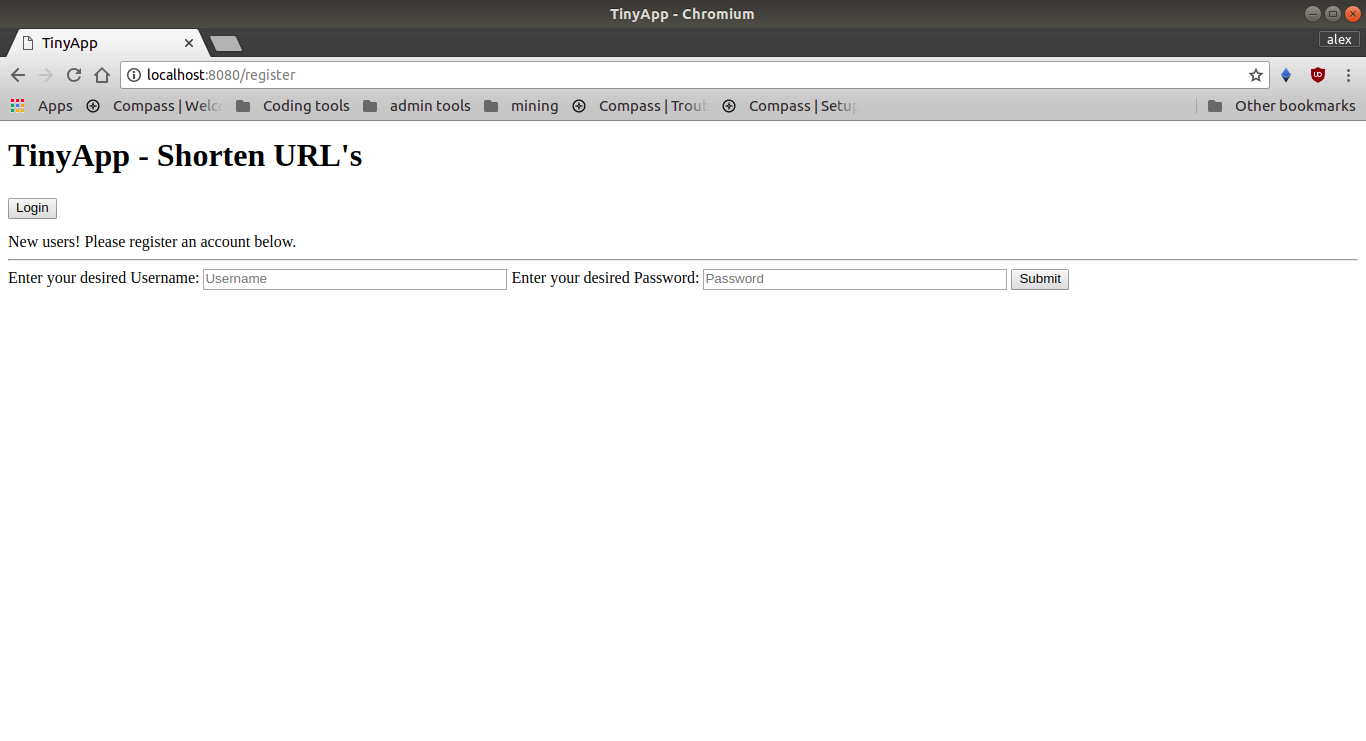 TinyApp - Chromium
TinyApp
alex
localhost:8080/register
Apps Compass | Welc Coding tools admin tools mining Compass | Trou Compass | Setup Other bookmarks
TinyApp - Shorten URL's
Login
New users! Please register an account below.
Enter your desired Username: Username Enter your desired Password: Password Submit